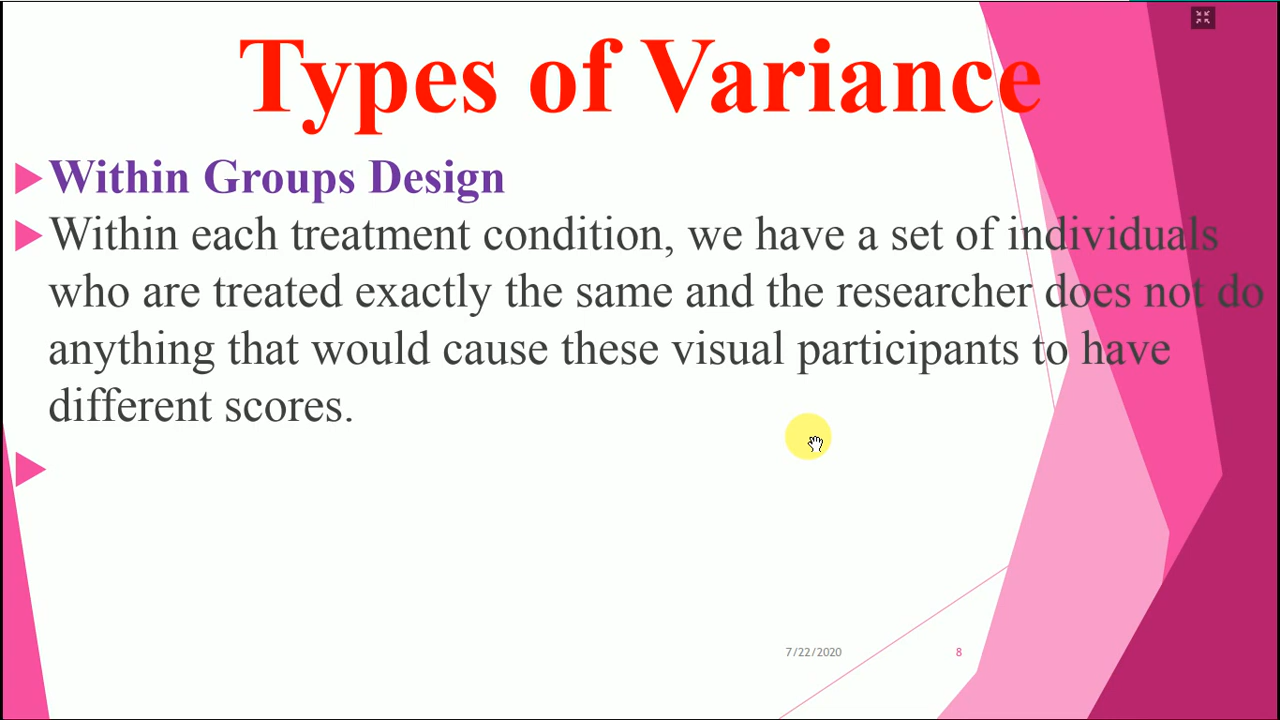 Types of Variance
Within Groups Design
Within each treatment condition, we have a set of individuals
who are treated exactly the same and the researcher does not do
anything that would cause these visual participants to have
different scores.
7/22/2020
8